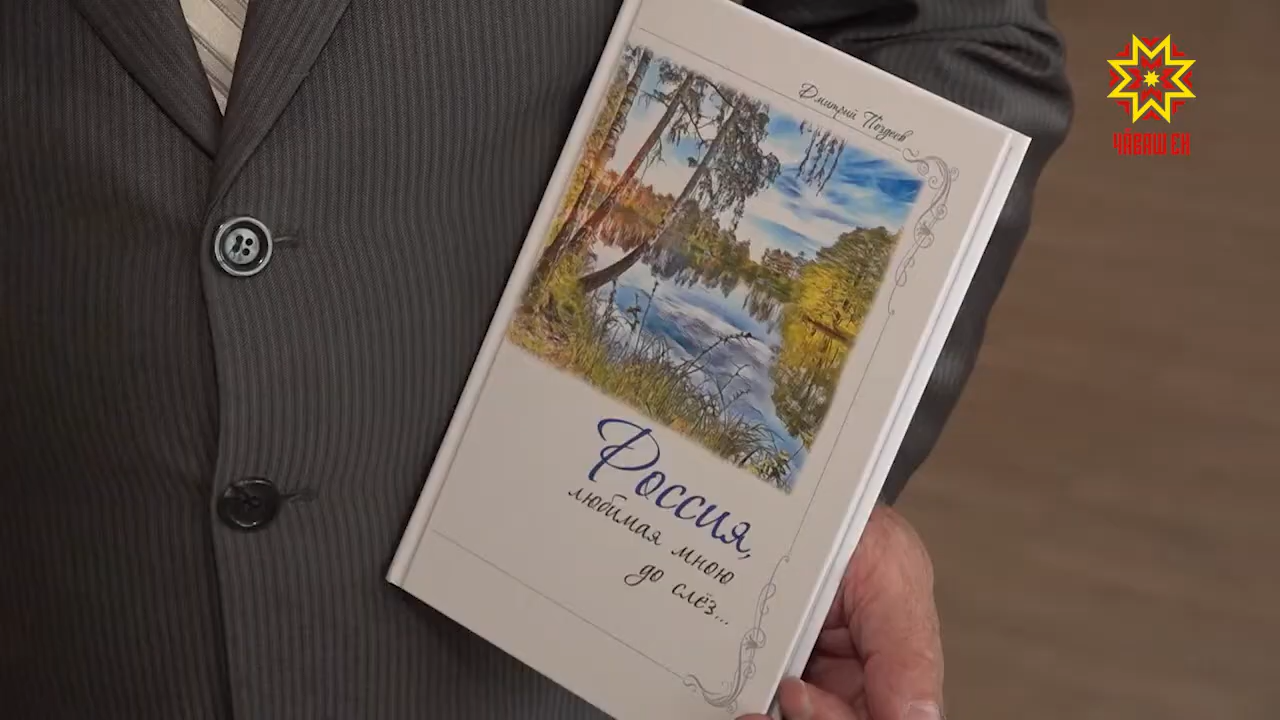 ЧӐВАШ ЕН
Дмитрий Поздеев
Россия,
любимая мною
до слёз...